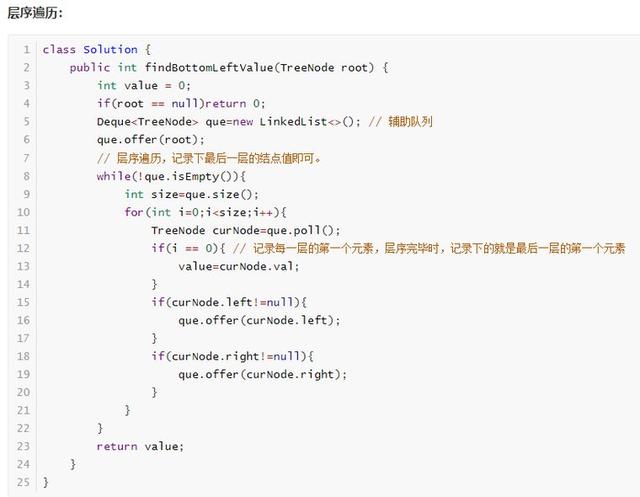 层序遍历：
1 class Solution {
2     public int findBottomLeftValue(TreeNode root) {
3         int value = 0;
4         if(root == null)return 0;
5         Deque<TreeNode> que=new LinkedList<>(); // 辅助队列
6         que.offer(root);
7         // 层序遍历，记录下最后一层的结点值即可。
8         while(!que.isEmpty()){
9             int size=que.size();
10             for(int i=0;i<size;i++){
11                 TreeNode curNode=que.poll();
12                 if(i == 0){ // 记录每一层的第一个元素，层序完毕时，记录下的就是最后一层的第一个元素
13                     value=curNode.val;
14                 }
15                 if(curNode.left!=null){
16                     que.offer(curNode.left);
17                 }
18                 if(curNode.right!=null){
19                     que.offer(curNode.right);
20                 }
21             }
22         }
23         return value;
24     }
25 }